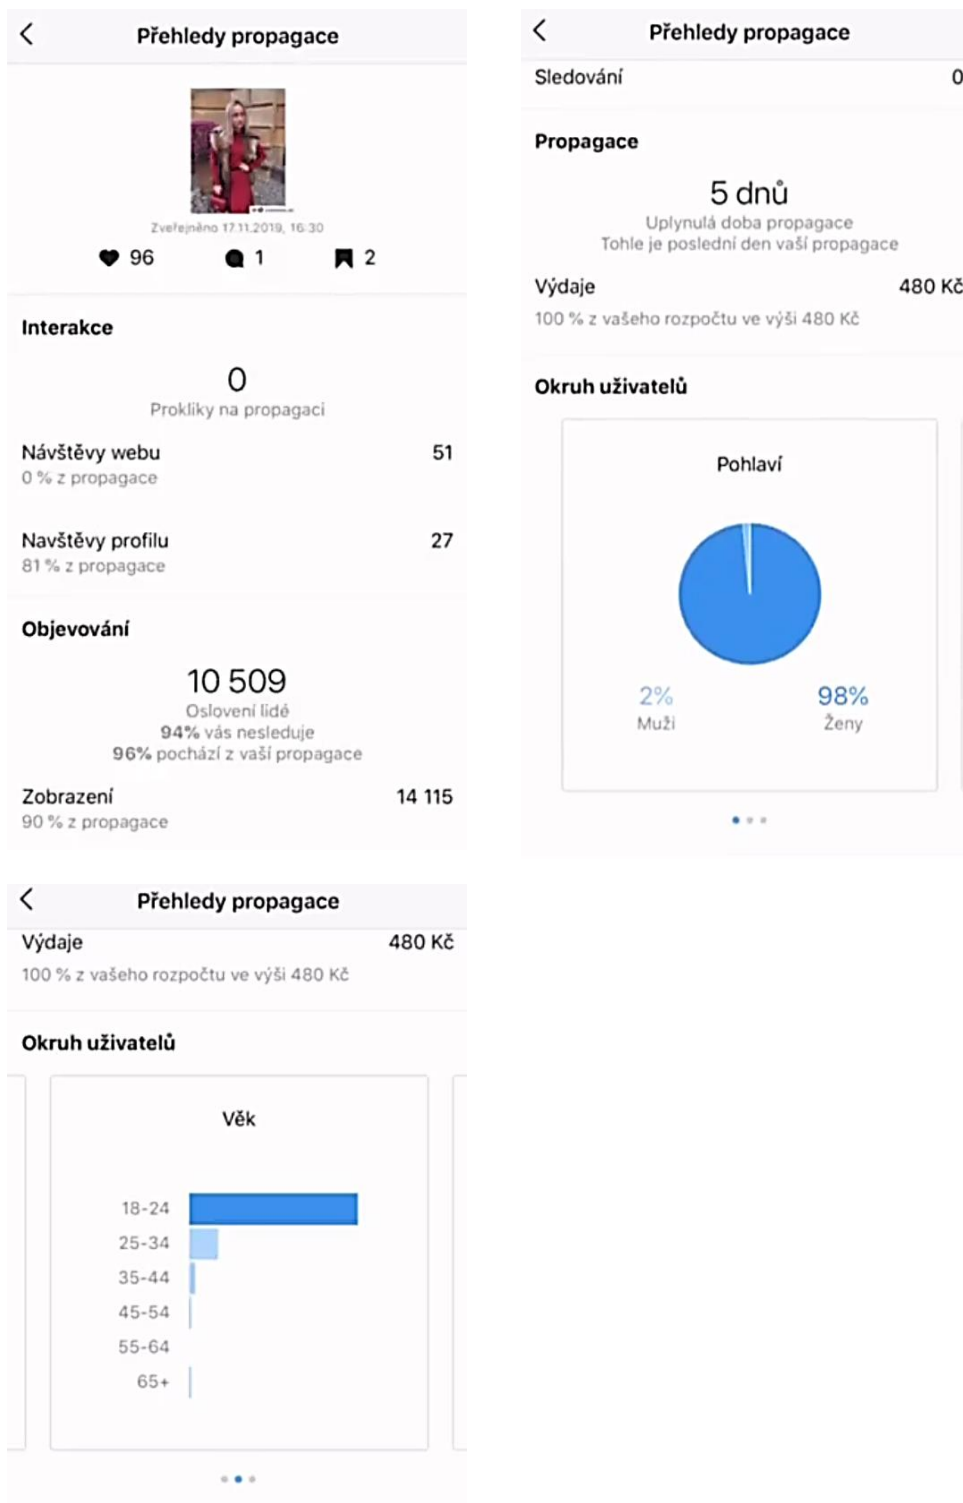 Přehledy propagace
Zveřejněno 17.11.2019, 16:30
96 1 2
Interakce
0
Prokliky na propagaci
Návštěvy webu 51
0 % z propagace
Navštěvy profilu 27
81 % z propagace
Objevování
10 509
Oslovení lidé
94% vás nesleduje
96% pochází z vaší propagace
Zobrazení 14 115
90 % z propagace
Přehledy propagace
Sledování 0
Propagace
5 dnů
Uplynulá doba propagace
Tohle je poslední den vaší propagace
Výdaje 480 Kč
100 % z vašeho rozpočtu ve výši 480 Kč
Okruh uživatelů
Pohlaví
2% 98%
Muži Ženy
Přehledy propagace
Výdaje 480 Kč
100 % z vašeho rozpočtu ve výši 480 Kč
Okruh uživatelů
Věk
18-24
25-34
35-44
45-54
55-64
65+